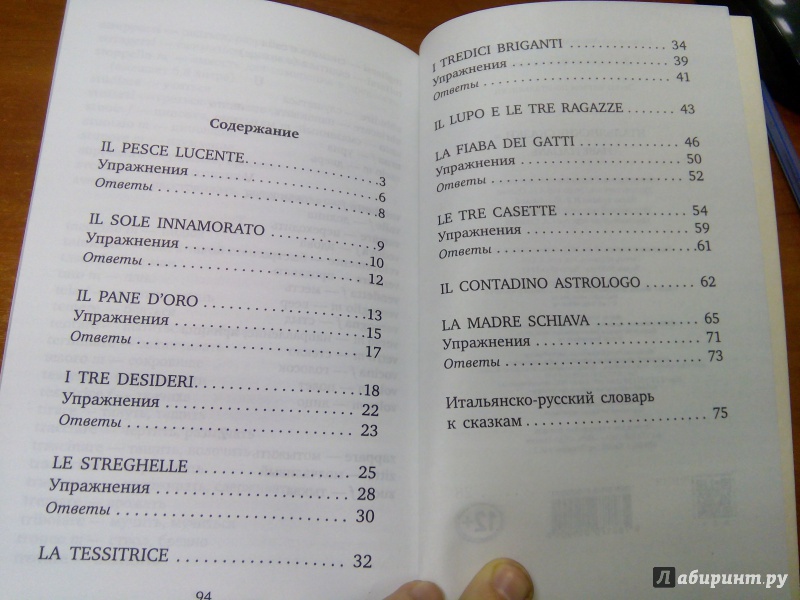 Содержание
IL PESCE LUCENTE.................3
Упражнения.................6
Ответы.................8
IL SOLE INNAMORATO.................9
Упражнения.................10
Ответы.................12
IL PANE D'ORO.................13
Упражнения.................15
Ответы.................17
I TRE DESIDERI.................18
Упражнения.................22
Ответы.................23
LE STREGHELLE.................25
Упражнения.................28
Ответы.................30
LA TESSITRICE.................32
94
I TREDICI BRIGANTI.................34
Упражнения.................39
Ответы.................41
IL LUPO E LE TRE RAGAZZE.................43
LA FIABA DEI GATTI.................46
Упражнения.................50
Ответы.................52
LE TRE CASETTE.................54
Упражнения.................59
Ответы.................61
IL CONTADINO ASTROLOGO.................62
LA MADRE SCHIAVA.................65
Упражнения.................71
Ответы.................73
Итальянско-русский словарь
к сказкам.................75
12+
Лабиринт.ру